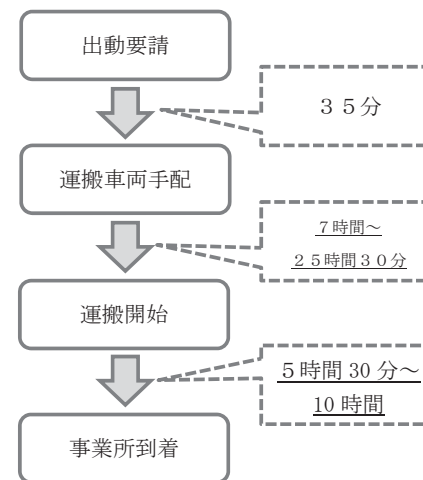 出動要請
３５分
運搬車両手配
７時間～
２５時間３０分
運搬開始
５時間 30 分～
10 時間
事業所到着